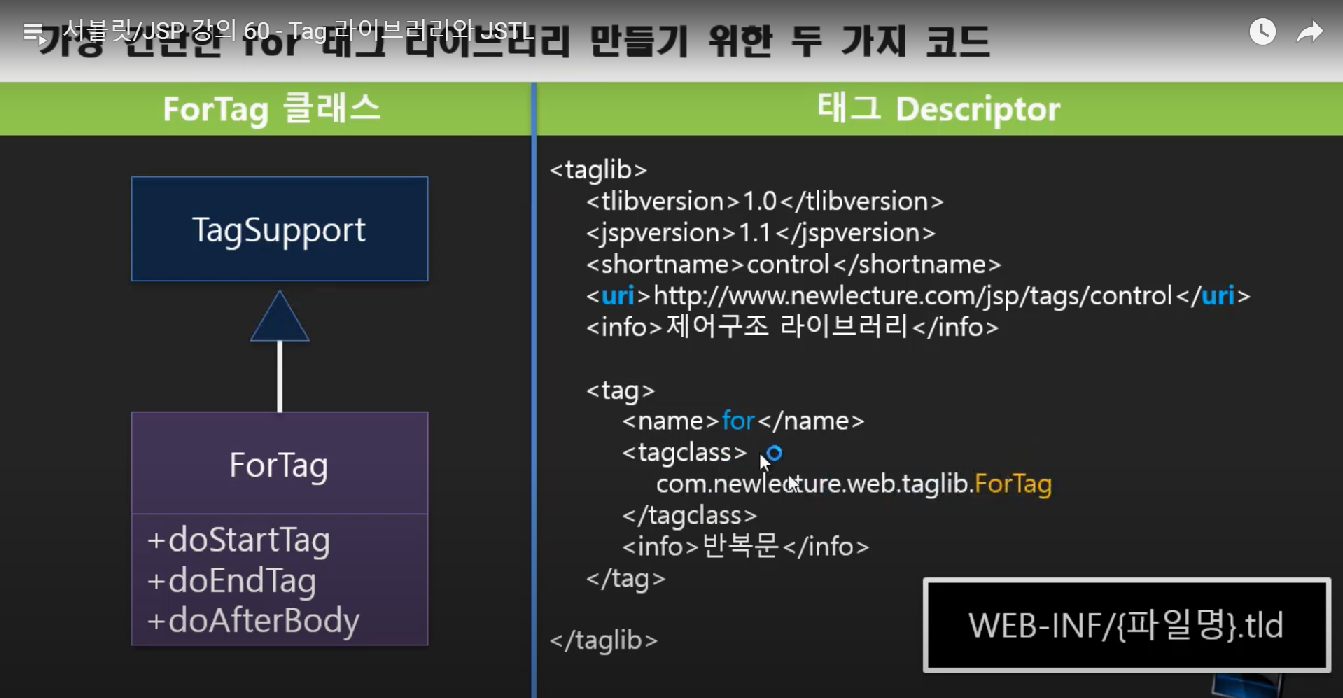 서블릿/JSP 강의 60 - Tag 라이브러리와 JSTL
가장 간단한 for 태그 라이브러리 만들기 위한 두 가지 코드
ForTag 클래스
TagSupport
ForTag
+doStartTag
+doEndTag
+doAfterBody
태그 Descriptor
<taglib>
<tlibversion>1.0</tlibversion>
<jspversion>1.1</jspversion>
<shortname>control</shortname>
<uri>http://www.newlecture.com/jsp/tags/control</uri>
<info>제어구조 라이브러리</info>
<tag>
<name>for</name>
<tagclass>
com.newlecture.web.taglib.ForTag
</tagclass>
<info>반복문</info>
</tag>
</taglib>
WEB-INF/{파일명}.tld